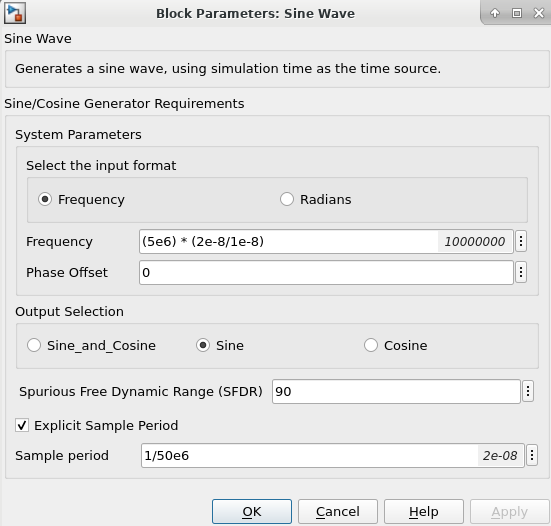 Block Parameters: Sine Wave
Sine Wave
Generates a sine wave, using simulation time as the time source.
Sine/Cosine Generator Requirements
System Parameters
Select the input format
Frequency Radians
Frequency (5e6) * (2e-8/1e-8) 10000000
Phase Offset 0
Output Selection
Sine_and_Cosine Sine Cosine
Spurious Free Dynamic Range (SFDR) 90
Explicit Sample Period
Sample period 1/50e6 2e-08
OK Cancel Help Apply